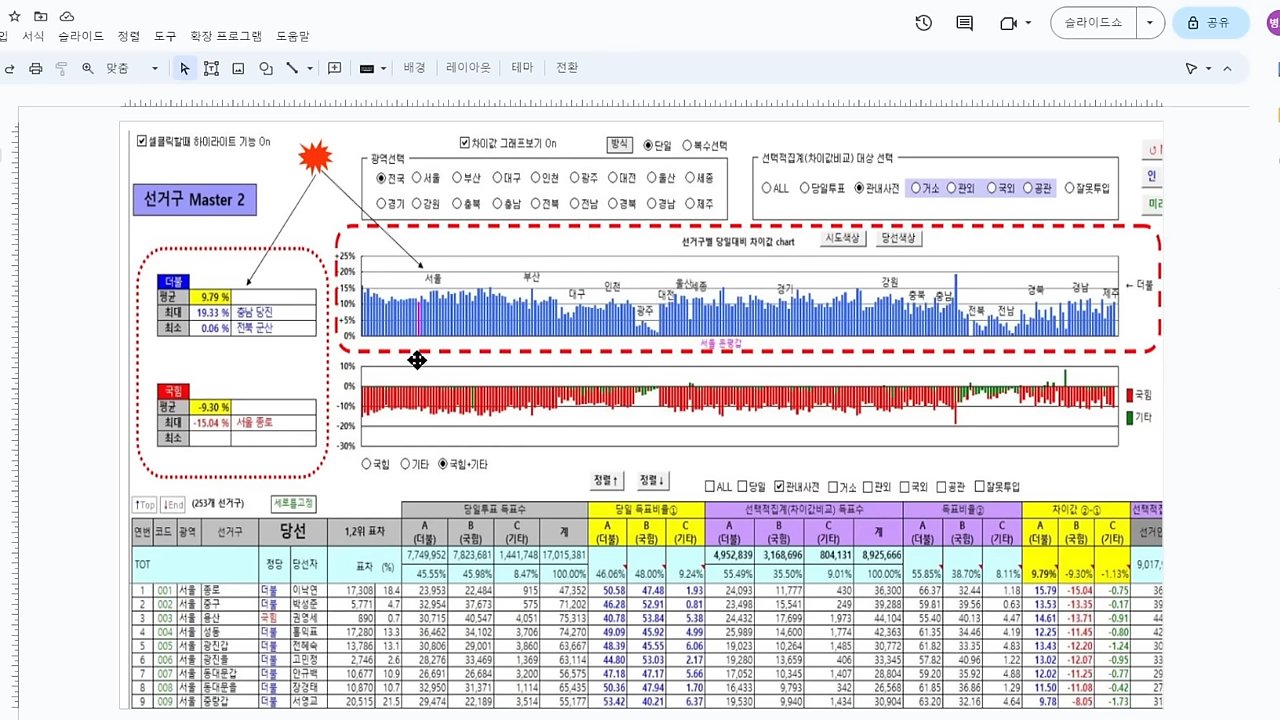 슬라이드쇼
공유
서식 슬라이드 정렬 도구 확장 프로그램 도움말
맞춤
배경 레이아웃 테마 전환
셀클릭할때 하이라이트 기능 On
차이값 그래프보기 On
방식 단일 복수선택
광역선택
전국 서울 부산 대구 인천 광주 대전 울산 세종
경기 강원 충북 충남 전북 전남 경북 경남 제주
선택적집계(차이값비교) 대상 선택
ALL 당일투표 관내사전 거소 관외 국외 공관 잘못투입
인
선거구 Master 2
선거구별 당일대비 차이값 chart
시도색상 당선색상
+25%
20%
15%
10%
+5%
0%
서울 부산 대구 인천 광주 대전 울산 세종 경기 강원 충북 충남 전북 전남 경북 경남 제주
← 더불
서울 은평갑
더불
평균 9.79 %
최대 19.33 % 충남 당진
최소 0.06 % 전북 군산
국힘
평균 -9.30 %
최대 -15.04 % 서울 종로
최소
10%
0%
-10%
-20%
-30%
국힘
기타
국힘 기타 국힘+기타
정렬↑ 정렬↓
ALL 당일 관내사전 거소 관외 국외 공관 잘못투입
↑Top ↓End (253개 선거구) 세로틀고정
당일투표 득표수 당일 득표비율① 선택적집계(차이값비교) 득표수 득표비율② 차이값 ②-① 선택적집
연번 코드 광역 선거구 당선 1,2위 표차 A (더불) B (국힘) C (기타) 계 A (더불) B (국힘) C (기타) A (더불) B (국힘) C (기타) 계 A (더불) B (국힘) C (기타) A (더불) B (국힘) C (기타) 선거인
TOT 정당 당선자 표차 (%)
7,749,952 7,823,681 1,441,748 17,015,381 4,952,839 3,168,696 804,131 8,925,666 9,017,
45.55% 45.98% 8.47% 100.00% 46.06% 48.00% 9.24% 55.49% 35.50% 9.01% 100.00% 55.85% 38.70% 8.11% 9.79% -9.30% -1.13%
1 001 서울 종로 더불 이낙연 17,308 18.4 23,953 22,484 915 47,352 50.58 47.48 1.93 24,093 11,777 430 36,300 66.37 32.44 1.18 15.79 -15.04 -0.75
2 002 서울 중구 더불 박성준 5,771 4.7 32,954 37,673 575 71,202 46.28 52.91 0.81 23,498 15,541 249 39,288 59.81 39.56 0.63 13.53 -13.35 -0.17
3 003 서울 용산 국힘 권영세 890 0.7 30,715 40,547 4,051 75,313 40.78 53.84 5.38 24,432 17,699 1,973 44,104 55.40 40.13 4.47 14.61 -13.71 -0.91
4 004 서울 성동 더불 홍익표 17,280 13.3 36,462 34,102 3,706 74,270 49.09 45.92 4.99 25,989 14,600 1,774 42,363 61.35 34.46 4.19 12.25 -11.45 -0.80
5 005 서울 광진갑 더불 전혜숙 13,786 13.1 30,806 29,001 3,860 63,667 48.39 45.55 6.06 19,023 10,264 1,485 30,772 61.82 33.35 4.83 13.43 -12.20 -1.24
6 006 서울 광진을 더불 고민정 2,746 2.6 28,276 33,469 1,369 63,114 44.80 53.03 2.17 19,280 13,659 406 33,345 57.82 40.96 1.22 13.02 -12.07 -0.95
7 007 서울 동대문갑 더불 안규백 10,677 10.9 26,691 26,684 3,200 56,575 47.18 47.17 5.66 17,052 10,345 1,407 28,804 59.20 35.92 4.88 12.02 -11.25 -0.77
8 008 서울 동대문을 더불 장경태 10,870 10.7 32,950 31,371 1,114 65,435 50.36 47.94 1.70 16,433 9,793 342 26,568 61.85 36.86 1.29 11.50 -11.08 -0.42
9 009 서울 중랑갑 더불 서영교 20,515 21.5 29,474 22,189 3,514 55,177 53.42 40.21 6.37 19,530 9,940 1,434 30,904 63.20 32.16 4.64 9.78 -8.05 -1.73